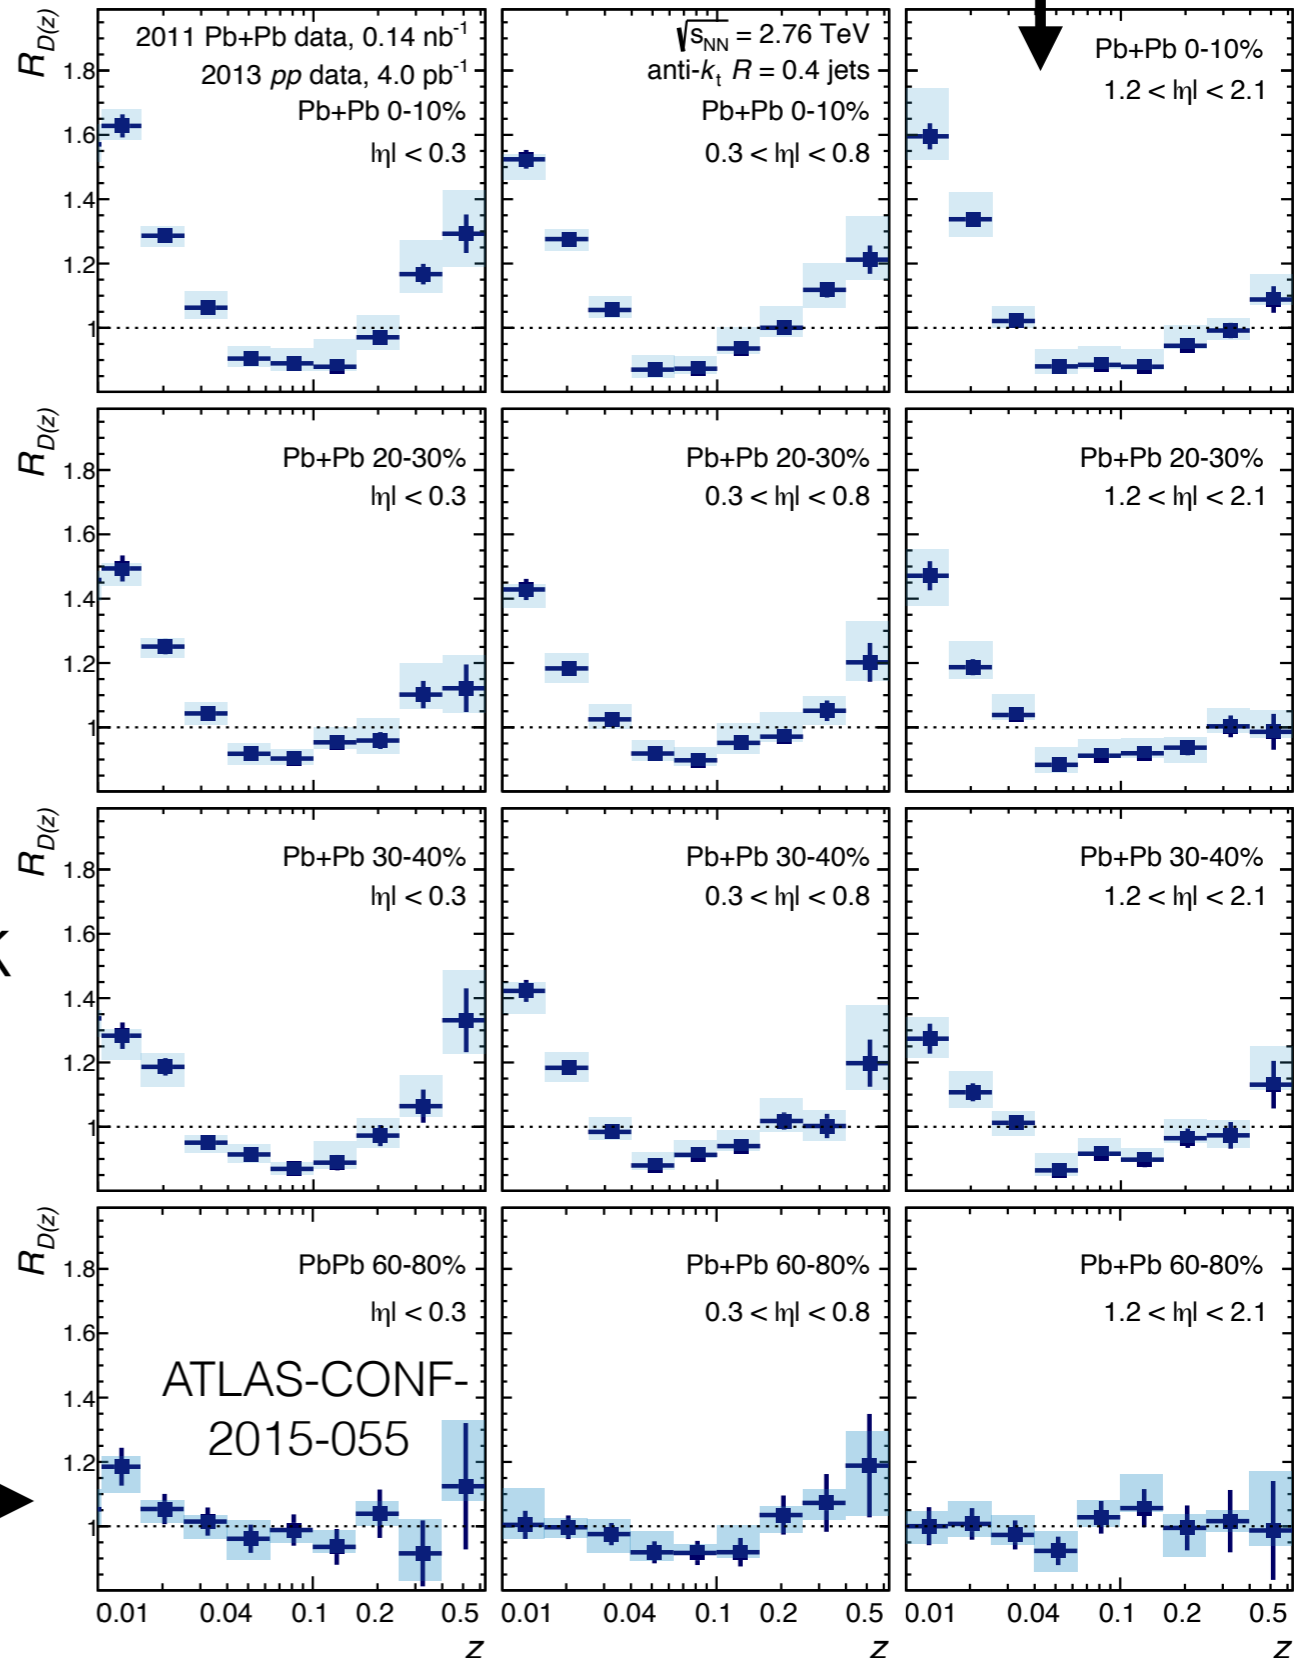 R_D(z)
2011 Pb+Pb data, 0.14 nb⁻¹
2013 pp data, 4.0 pb⁻¹
Pb+Pb 0-10%
|η| < 0.3
1.8
1.6
1.4
1.2
1
√s_NN = 2.76 TeV
anti-k_t R = 0.4 jets
Pb+Pb 0-10%
0.3 < |η| < 0.8
Pb+Pb 0-10%
1.2 < |η| < 2.1
R_D(z)
1.8
1.6
1.4
1.2
1
Pb+Pb 20-30%
|η| < 0.3
Pb+Pb 20-30%
0.3 < |η| < 0.8
Pb+Pb 20-30%
1.2 < |η| < 2.1
R_D(z)
1.8
1.6
1.4
1.2
1
Pb+Pb 30-40%
|η| < 0.3
Pb+Pb 30-40%
0.3 < |η| < 0.8
Pb+Pb 30-40%
1.2 < |η| < 2.1
R_D(z)
1.8
1.6
1.4
1.2
1
PbPb 60-80%
|η| < 0.3
ATLAS-CONF-
2015-055
Pb+Pb 60-80%
0.3 < |η| < 0.8
Pb+Pb 60-80%
1.2 < |η| < 2.1
0.01 0.04 0.1 0.2 0.5
z
0.01 0.04 0.1 0.2 0.5
z
0.01 0.04 0.1 0.2 0.5
z